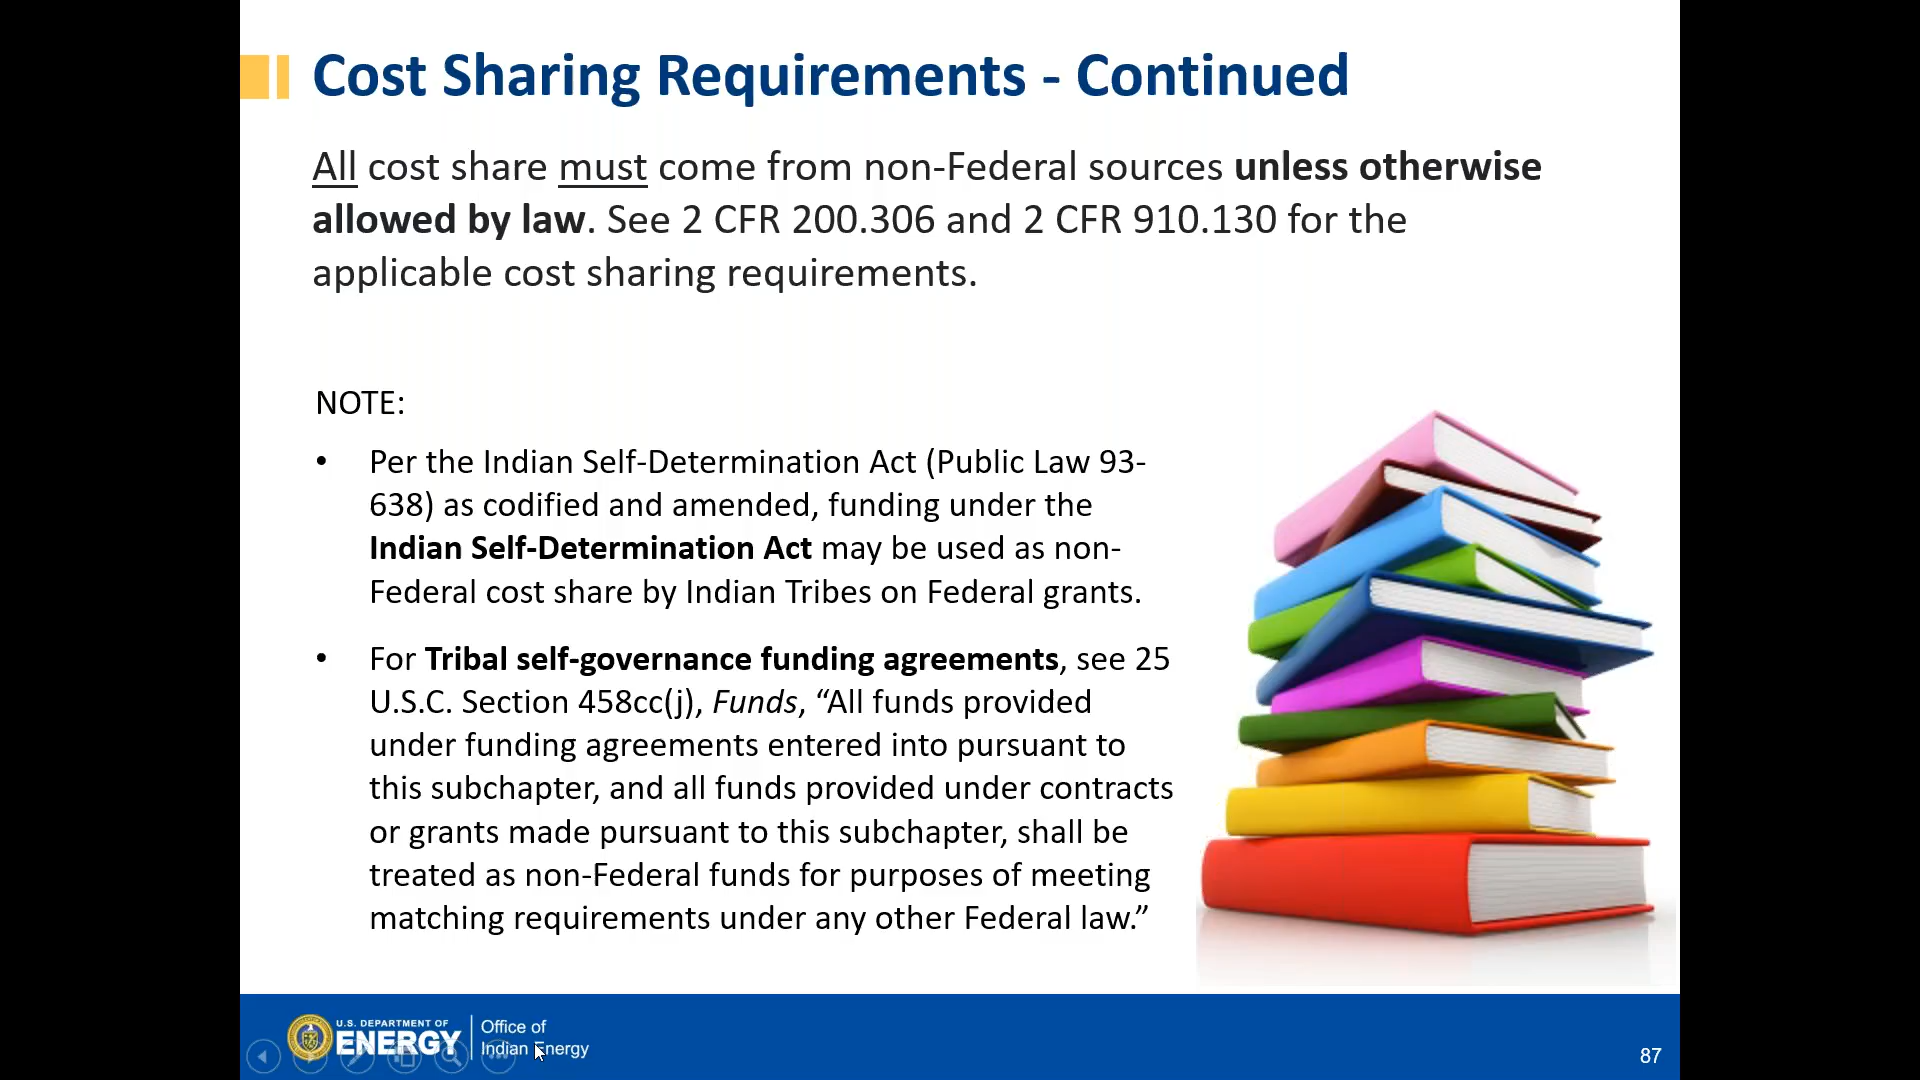 Cost Sharing Requirements - Continued
All cost share must come from non-Federal sources unless otherwise
allowed by law. See 2 CFR 200.306 and 2 CFR 910.130 for the
applicable cost sharing requirements.
NOTE:
• Per the Indian Self-Determination Act (Public Law 93-
638) as codified and amended, funding under the
Indian Self-Determination Act may be used as non-
Federal cost share by Indian Tribes on Federal grants.
• For Tribal self-governance funding agreements, see 25
U.S.C. Section 458cc(j), Funds, “All funds provided
under funding agreements entered into pursuant to
this subchapter, and all funds provided under contracts
or grants made pursuant to this subchapter, shall be
treated as non-Federal funds for purposes of meeting
matching requirements under any other Federal law.”
U.S. DEPARTMENT OF
ENERGY
Office of
Indian Energy
87